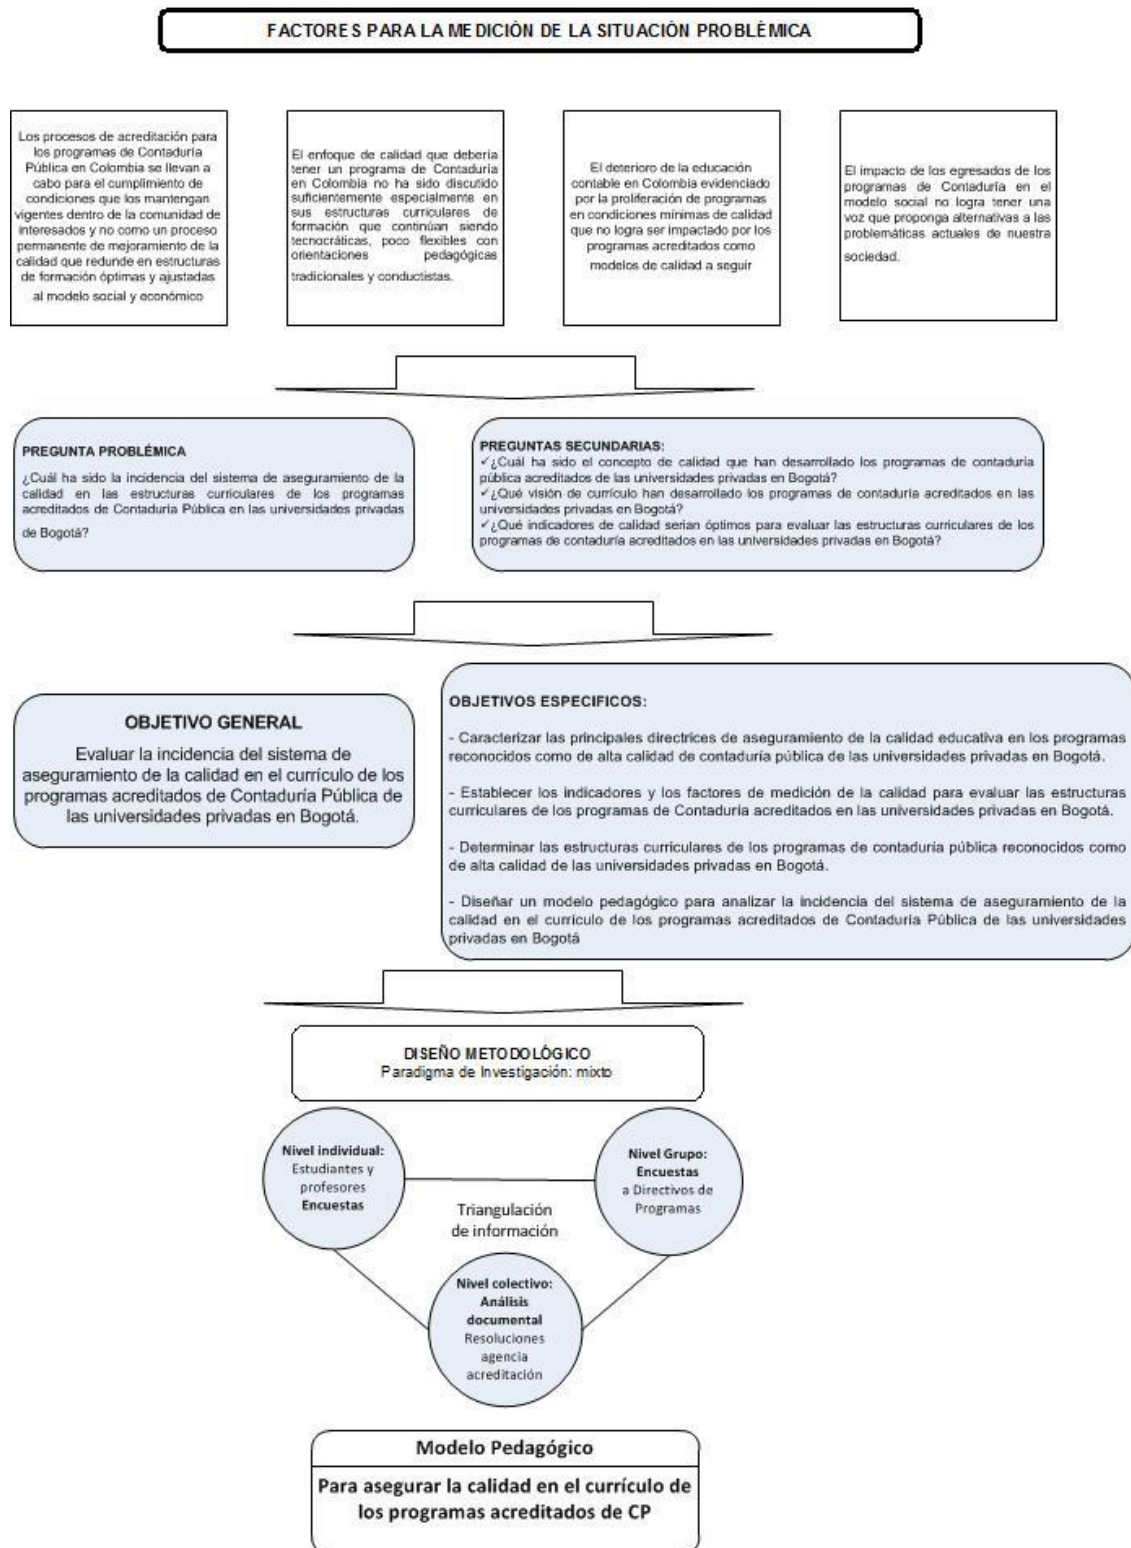 FACTORES PARA LA MEDICIÓN DE LA SITUACIÓN PROBLÉMICA
Los procesos de acreditación para
los programas de Contaduría
Pública en Colombia se llevan a
cabo para el cumplimiento de
condiciones que los mantengan
vigentes dentro de la comunidad de
interesados y no como un proceso
permanente de mejoramiento de la
calidad que redunde en estructuras
de formación óptimas y ajustadas
al modelo social y económico
El enfoque de calidad que debería
tener un programa de Contaduría
en Colombia no ha sido discutido
suficientemente especialmente en
sus estructuras curriculares de
formación que continúan siendo
tecnocráticas, poco flexibles con
orientaciones pedagógicas
tradicionales y conductistas.
El deterioro de la educación
contable en Colombia evidenciado
por la proliferación de programas
en condiciones mínimas de calidad
que no logra ser impactado por los
programas acreditados como
modelos de calidad a seguir
El impacto de los egresados de los
programas de Contaduría en el
modelo social no logra tener una
voz que proponga alternativas a las
problemáticas actuales de nuestra
sociedad.
PREGUNTA PROBLÉMICA
¿Cuál ha sido la incidencia del sistema de aseguramiento de la
calidad en las estructuras curriculares de los programas
acreditados de Contaduría Pública en las universidades privadas
de Bogotá?
PREGUNTAS SECUNDARIAS:
✓¿Cuál ha sido el concepto de calidad que han desarrollado los programas de contaduría
pública acreditados de las universidades privadas en Bogotá?
✓¿Qué visión de currículo han desarrollado los programas de contaduría acreditados en las
universidades privadas en Bogotá?
✓¿Qué indicadores de calidad serian óptimos para evaluar las estructuras curriculares de los
programas de contaduría acreditados en las universidades privadas en Bogotá?
OBJETIVO GENERAL
Evaluar la incidencia del sistema de
aseguramiento de la calidad en el currículo de los
programas acreditados de Contaduría Pública de
las universidades privadas en Bogotá.
OBJETIVOS ESPECIFICOS:
- Caracterizar las principales directrices de aseguramiento de la calidad educativa en los programas
reconocidos como de alta calidad de contaduría pública de las universidades privadas en Bogotá.
- Establecer los indicadores y los factores de medición de la calidad para evaluar las estructuras
curriculares de los programas de Contaduría acreditados en las universidades privadas en Bogotá.
- Determinar las estructuras curriculares de los programas de contaduría pública reconocidos como
de alta calidad de las universidades privadas en Bogotá.
- Diseñar un modelo pedagógico para analizar la incidencia del sistema de aseguramiento de la
calidad en el currículo de los programas acreditados de Contaduría Pública de las universidades
privadas en Bogotá
DISEÑO METODOLÓGICO
Paradigma de Investigación: mixto
Nivel individual:
Estudiantes y
profesores
Encuestas
Nivel Grupo:
Encuestas
a Directivos de
Programas
Triangulación
de información
Nivel colectivo:
Análisis
documental
Resoluciones
agencia
acreditación
Modelo Pedagógico
Para asegurar la calidad en el currículo de
los programas acreditados de CP